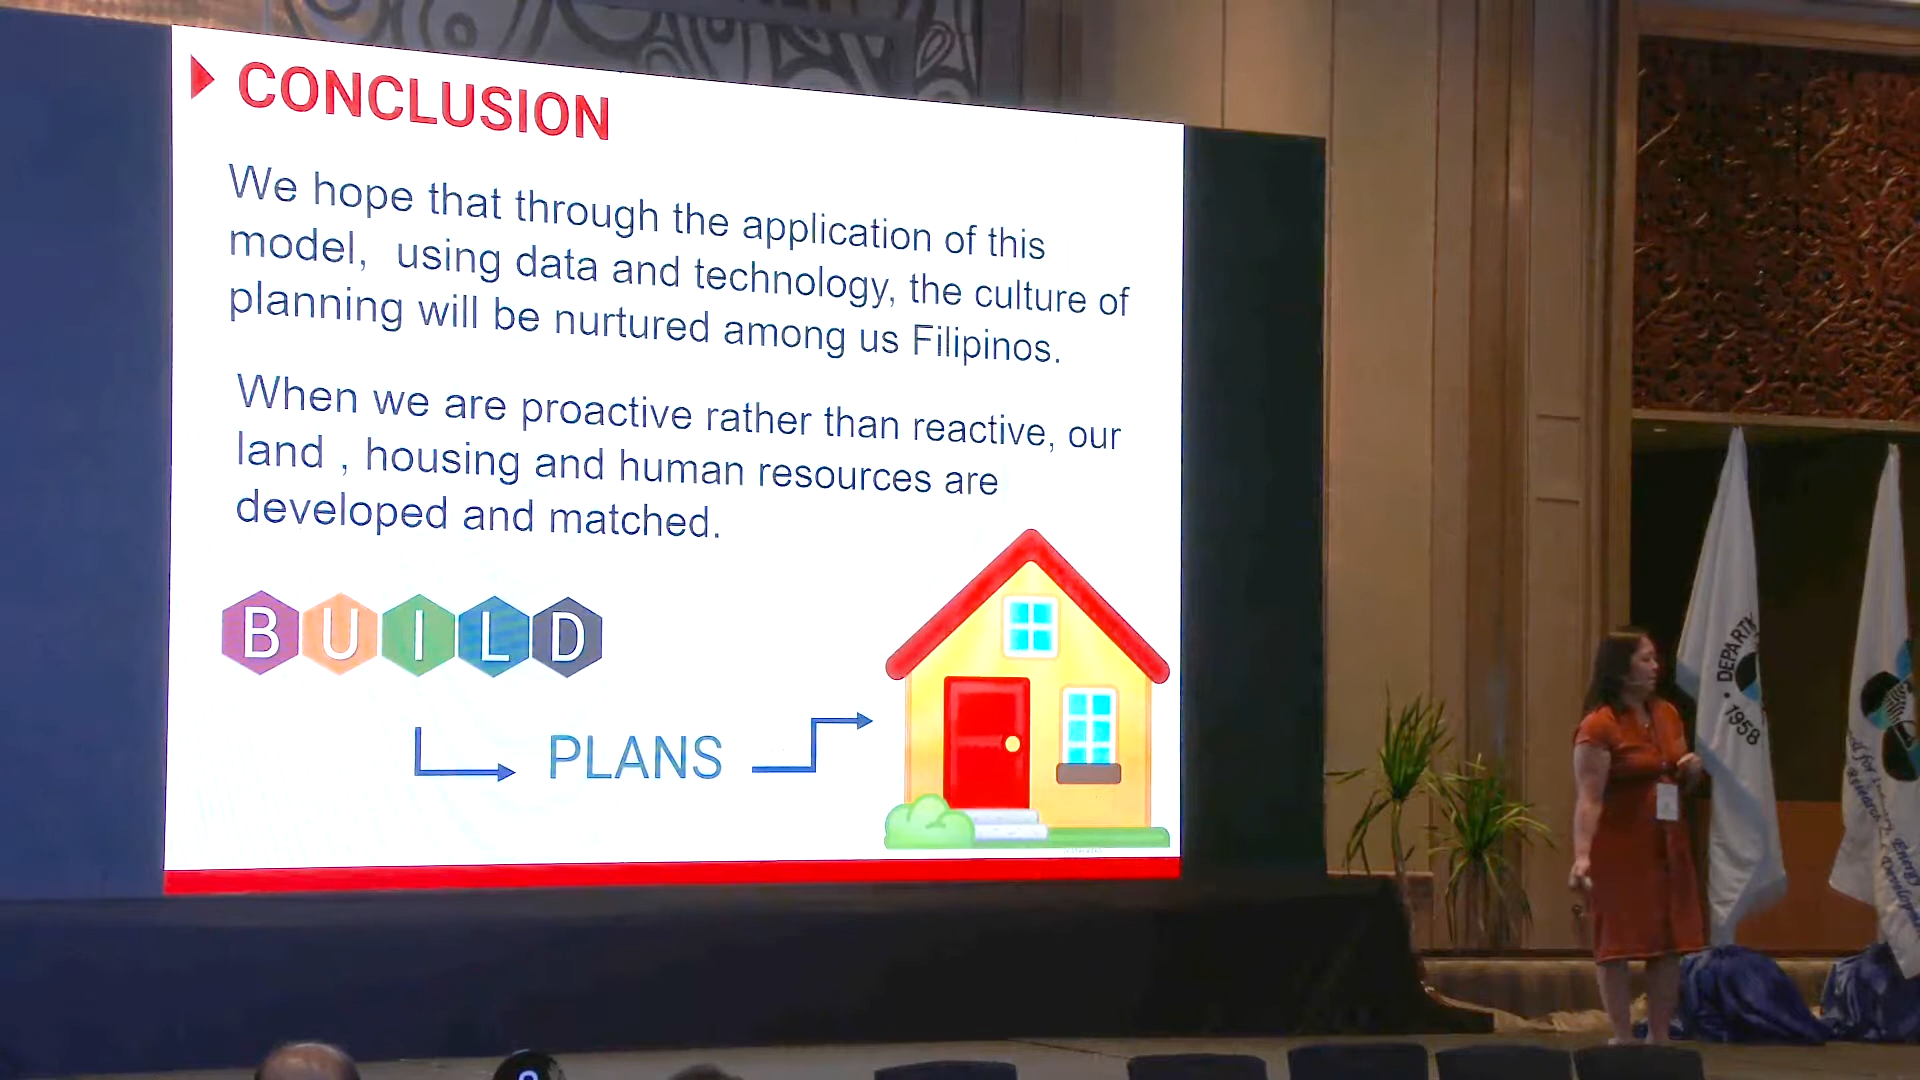 CONCLUSION
We hope that through the application of this
model, using data and technology, the culture of
planning will be nurtured among us Filipinos.
When we are proactive rather than reactive, our
land , housing and human resources are
developed and matched.
BUILD
PLANS
• DEPART
1958